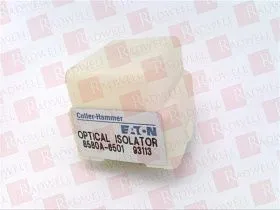 Cutler-Hammer
EATON
OPTICAL ISOLATOR
6580A-6501 93113